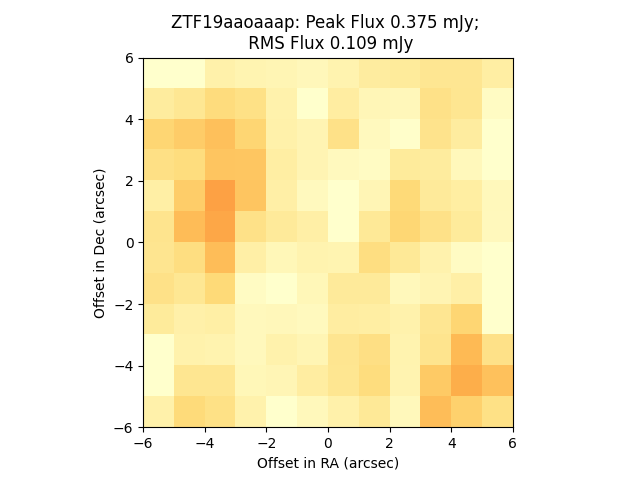 ZTF19aaoaaap: Peak Flux 0.375 mJy;
RMS Flux 0.109 mJy
6
4
2
0
−2
−4
−6
Offset in Dec (arcsec)
−6 −4 −2 0 2 4 6
Offset in RA (arcsec)